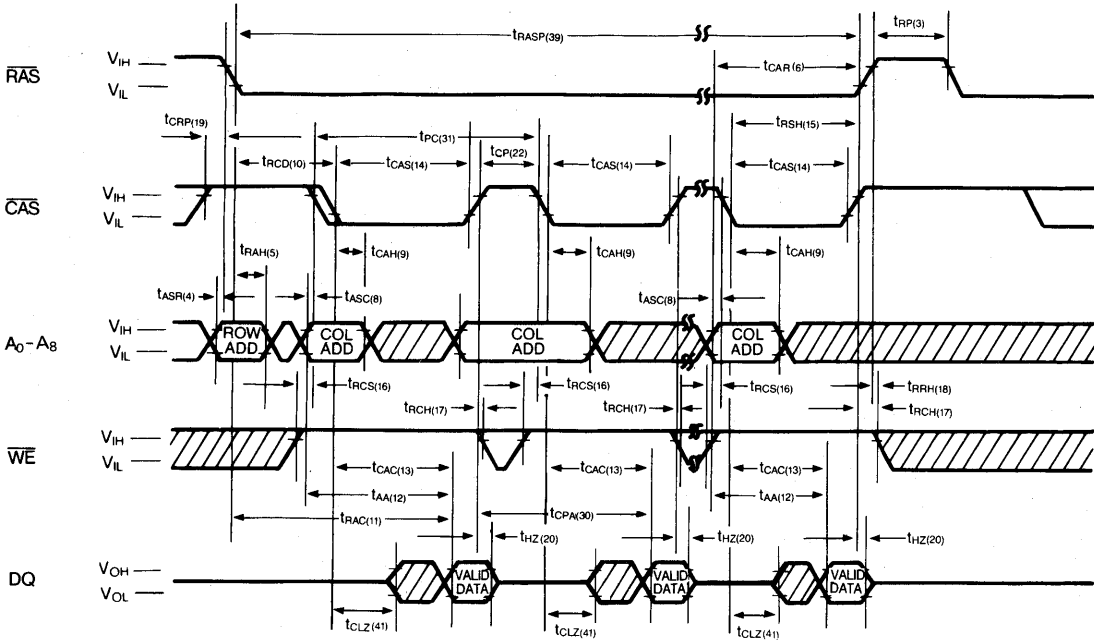 tRASP(39)
tRP(3)
tCAR(6)
RAS
VIH
VIL
tCRP(19)
tPC(31)
tRSH(15)
tRCD(10)
tCAS(14)
tCP(22)
tCAS(14)
tCAS(14)
CAS
VIH
VIL
tRAH(5)
tCAH(9)
tCAH(9)
tCAH(9)
tASR(4)
tASC(8)
tASC(8)
A0-A8
VIH
VIL
ROW ADD
COL ADD
COL ADD
COL ADD
tRCS(16)
tRCS(16)
tRCS(16)
tRRH(18)
tRCH(17)
tRCH(17)
tRCH(17)
WE
VIH
VIL
tCAC(13)
tCAC(13)
tCAC(13)
tAA(12)
tAA(12)
tRAC(11)
tCPA(30)
tHZ(20)
tHZ(20)
tHZ(20)
DQ
VOH
VOL
VALID DATA
VALID DATA
VALID DATA
tCLZ(41)
tCLZ(41)
tCLZ(41)